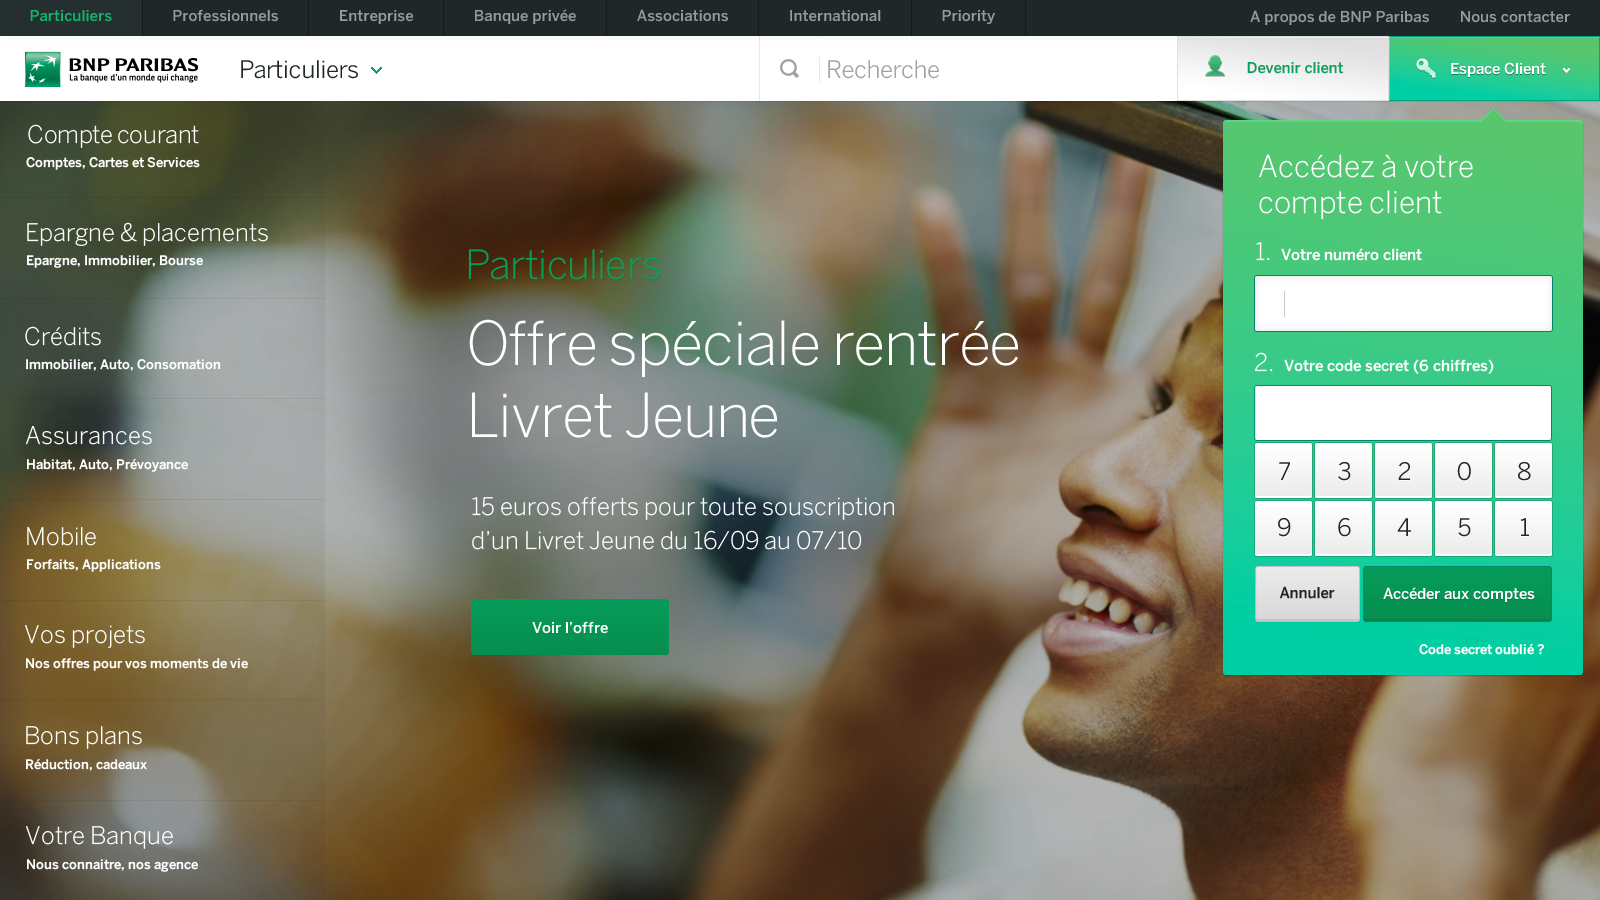 Particuliers
Professionnels
Entreprise
Banque privée
Associations
International
Priority
A propos de BNP Paribas
Nous contacter
BNP PARIBAS
La banque d'un monde qui change
Particuliers
Recherche
Devenir client
Espace Client
Compte courant
Comptes, Cartes et Services
Epargne & placements
Epargne, Immobilier, Bourse
Crédits
Immobilier, Auto, Consomation
Assurances
Habitat, Auto, Prévoyance
Mobile
Forfaits, Applications
Vos projets
Nos offres pour vos moments de vie
Bons plans
Réduction, cadeaux
Votre Banque
Nous connaitre, nos agence
Particuliers
Offre spéciale rentrée
Livret Jeune
15 euros offerts pour toute souscription
d'un Livret Jeune du 16/09 au 07/10
Voir l'offre
Accédez à votre
compte client
1. Votre numéro client
2. Votre code secret (6 chiffres)
7 3 2 0 8
9 6 4 5 1
Annuler
Accéder aux comptes
Code secret oublié ?